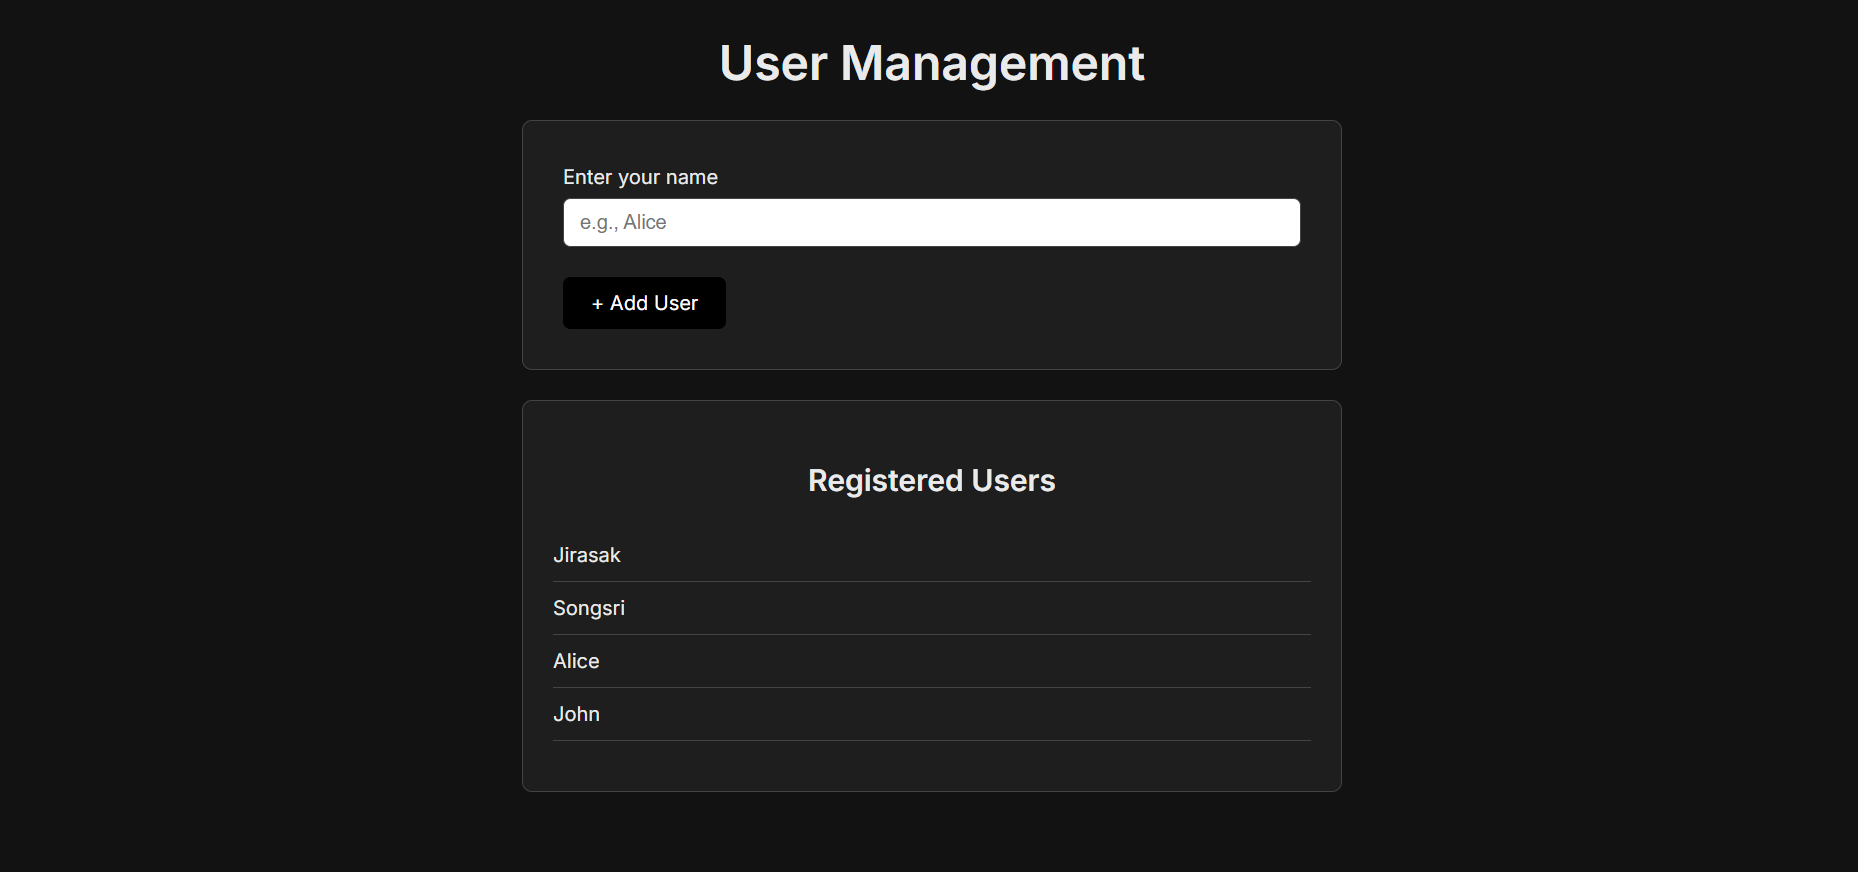 User Management
Enter your name
e.g., Alice
+ Add User
Registered Users
Jirasak
Songsri
Alice
John